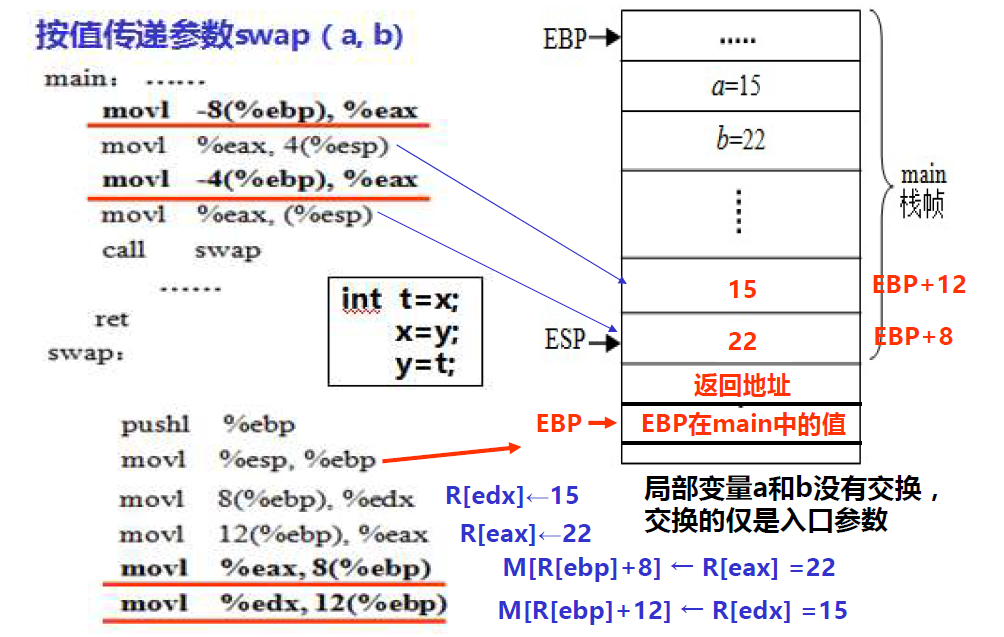 按值传递参数swap（a, b)
main: ……
movl -8(%ebp), %eax
movl %eax, 4(%esp)
movl -4(%ebp), %eax
movl %eax, (%esp)
call swap
……
ret
swap:
pushl %ebp
movl %esp, %ebp
movl 8(%ebp), %edx
movl 12(%ebp), %eax
movl %eax, 8(%ebp)
movl %edx, 12(%ebp)
int t=x;
x=y;
y=t;
R[edx]←15
R[eax]←22
M[R[ebp]+8] ← R[eax] =22
M[R[ebp]+12] ← R[edx] =15
EBP
·····
a=15
b=22
main
栈帧
15
EBP+12
ESP
22
EBP+8
返回地址
EBP
EBP在main中的值
局部变量a和b没有交换，
交换的仅是入口参数